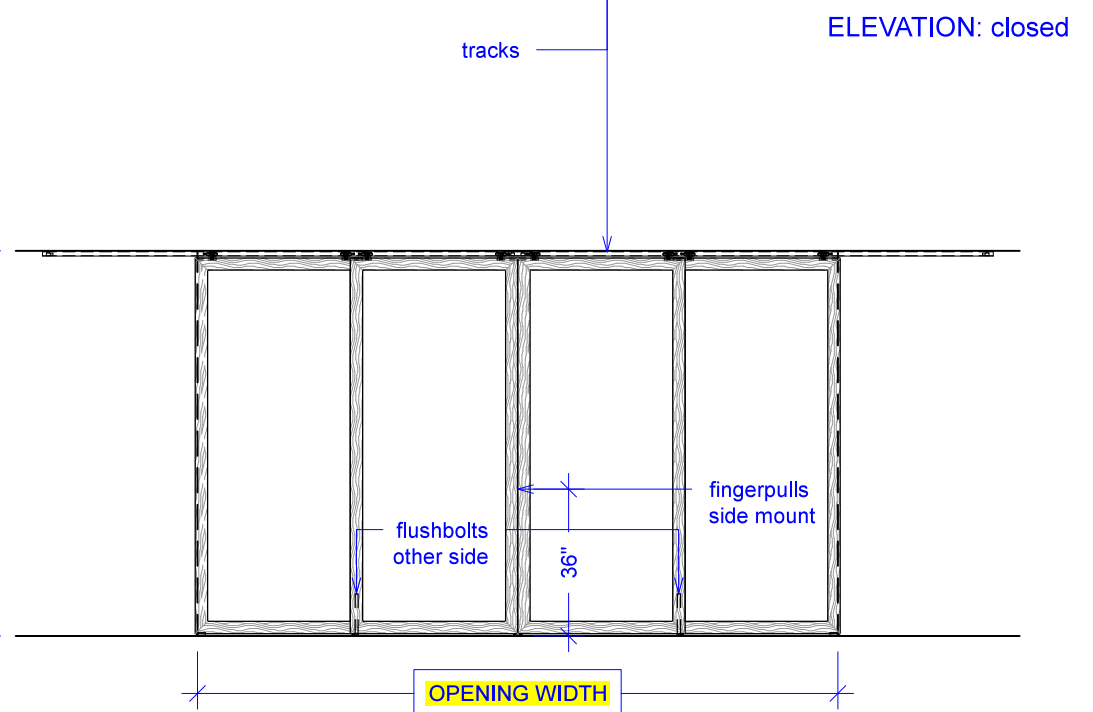 ELEVATION: closed
tracks
fingerpulls
side mount
flushbolts
other side
36"
OPENING WIDTH